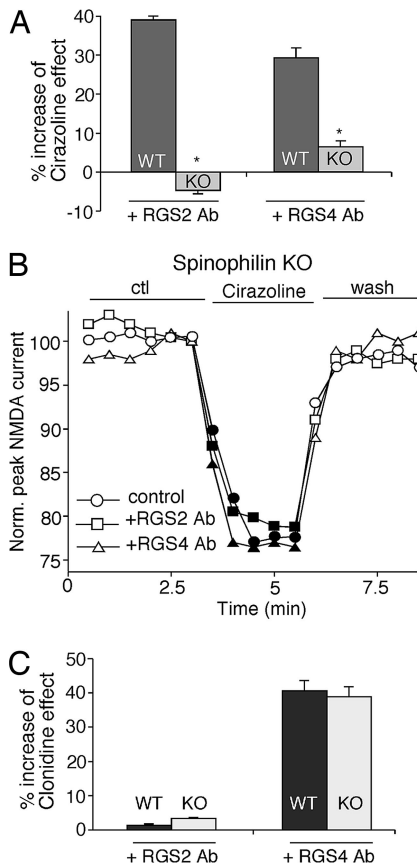 A
% increase of
Cirazoline effect
40
30
20
10
0
-10
WT
*
KO
WT
*
KO
+ RGS2 Ab
+ RGS4 Ab
B
Spinophilin KO
ctl
Cirazoline
wash
Norm. peak NMDA current
100
95
90
85
80
75
control
+RGS2 Ab
+RGS4 Ab
0
2.5
5
7.5
Time (min)
C
% increase of
Clonidine effect
50
40
30
20
10
0
WT
KO
WT
KO
+ RGS2 Ab
+ RGS4 Ab